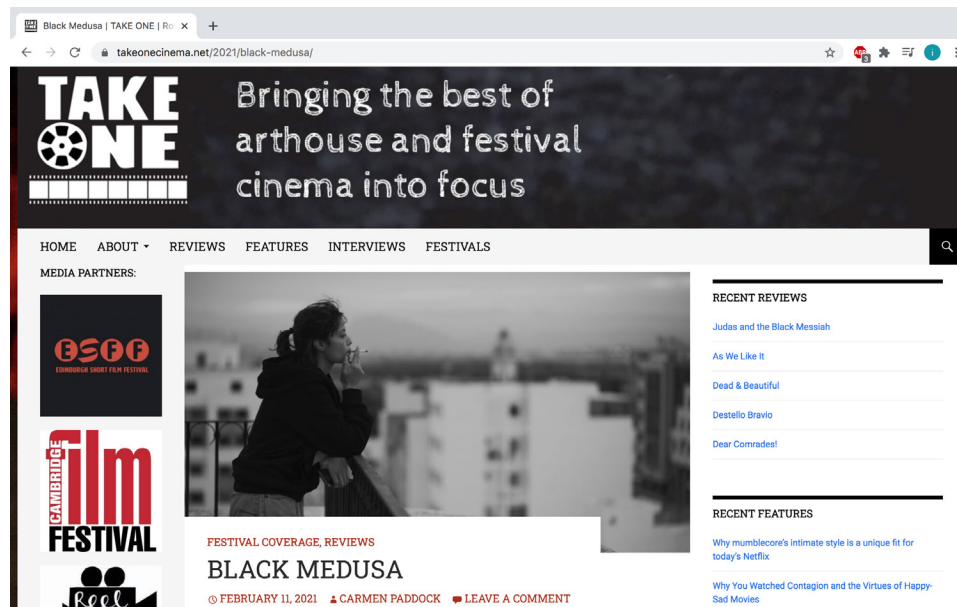 Black Medusa | TAKE ONE | Ro
takeonecinema.net/2021/black-medusa/
ABP
3
i
TAKE
ONE
Bringing the best of
arthouse and festival
cinema into focus
HOME ABOUT REVIEWS FEATURES INTERVIEWS FESTIVALS
MEDIA PARTNERS:
ESFF
EDINBURGH SHORT FILM FESTIVAL
CAMBRIDGE
film
FESTIVAL
Reel
FESTIVAL COVERAGE, REVIEWS
BLACK MEDUSA
FEBRUARY 11, 2021 CARMEN PADDOCK LEAVE A COMMENT
RECENT REVIEWS
Judas and the Black Messiah
As We Like It
Dead & Beautiful
Destello Bravio
Dear Comrades!
RECENT FEATURES
Why mumblecore's intimate style is a unique fit for
today's Netflix
Why You Watched Contagion and the Virtues of Happy-
Sad Movies